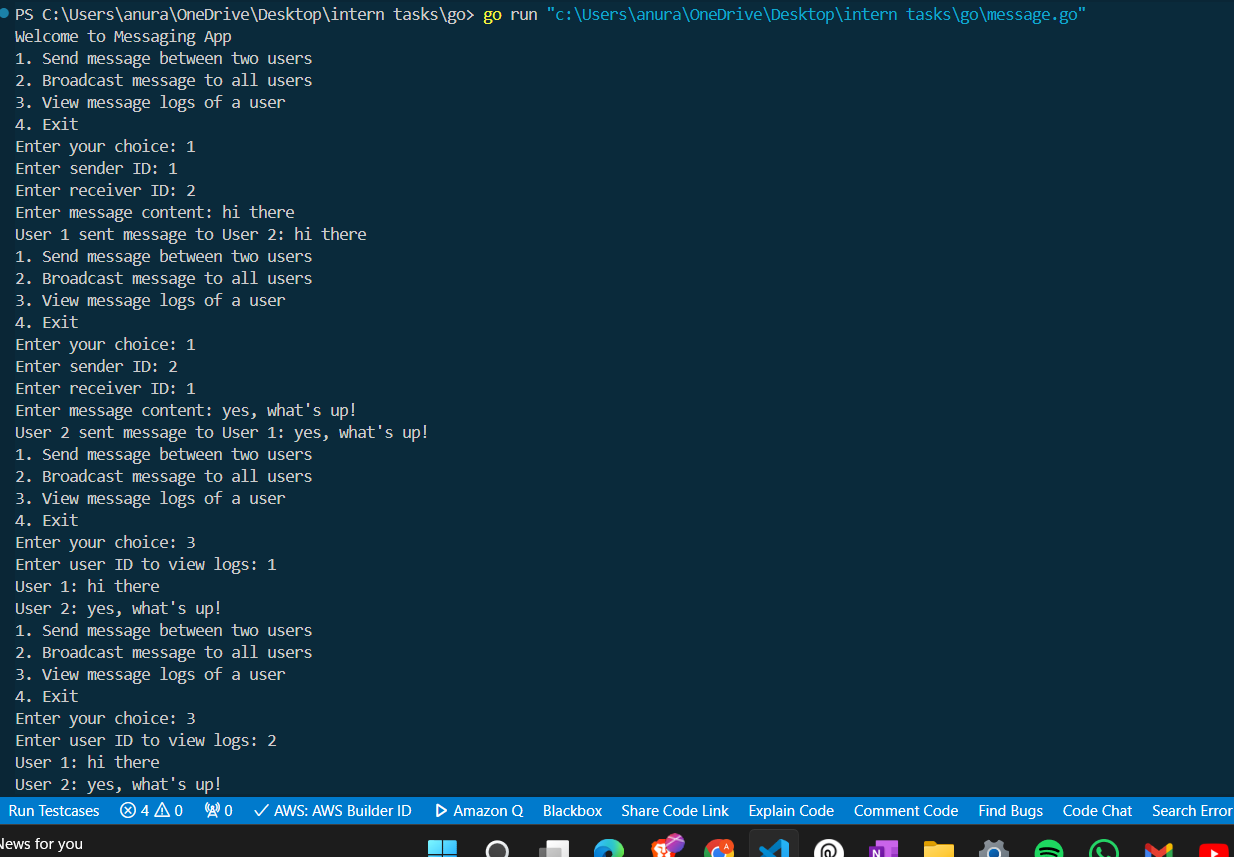 PS C:\Users\anura\OneDrive\Desktop\intern tasks\go> go run "c:\Users\anura\OneDrive\Desktop\intern tasks\go\message.go"
Welcome to Messaging App
1. Send message between two users
2. Broadcast message to all users
3. View message logs of a user
4. Exit
Enter your choice: 1
Enter sender ID: 1
Enter receiver ID: 2
Enter message content: hi there
User 1 sent message to User 2: hi there
1. Send message between two users
2. Broadcast message to all users
3. View message logs of a user
4. Exit
Enter your choice: 1
Enter sender ID: 2
Enter receiver ID: 1
Enter message content: yes, what's up!
User 2 sent message to User 1: yes, what's up!
1. Send message between two users
2. Broadcast message to all users
3. View message logs of a user
4. Exit
Enter your choice: 3
Enter user ID to view logs: 1
User 1: hi there
User 2: yes, what's up!
1. Send message between two users
2. Broadcast message to all users
3. View message logs of a user
4. Exit
Enter your choice: 3
Enter user ID to view logs: 2
User 1: hi there
User 2: yes, what's up!
Run Testcases 4 0 0 AWS: AWS Builder ID Amazon Q Blackbox Share Code Link Explain Code Comment Code Find Bugs Code Chat Search Error
News for you